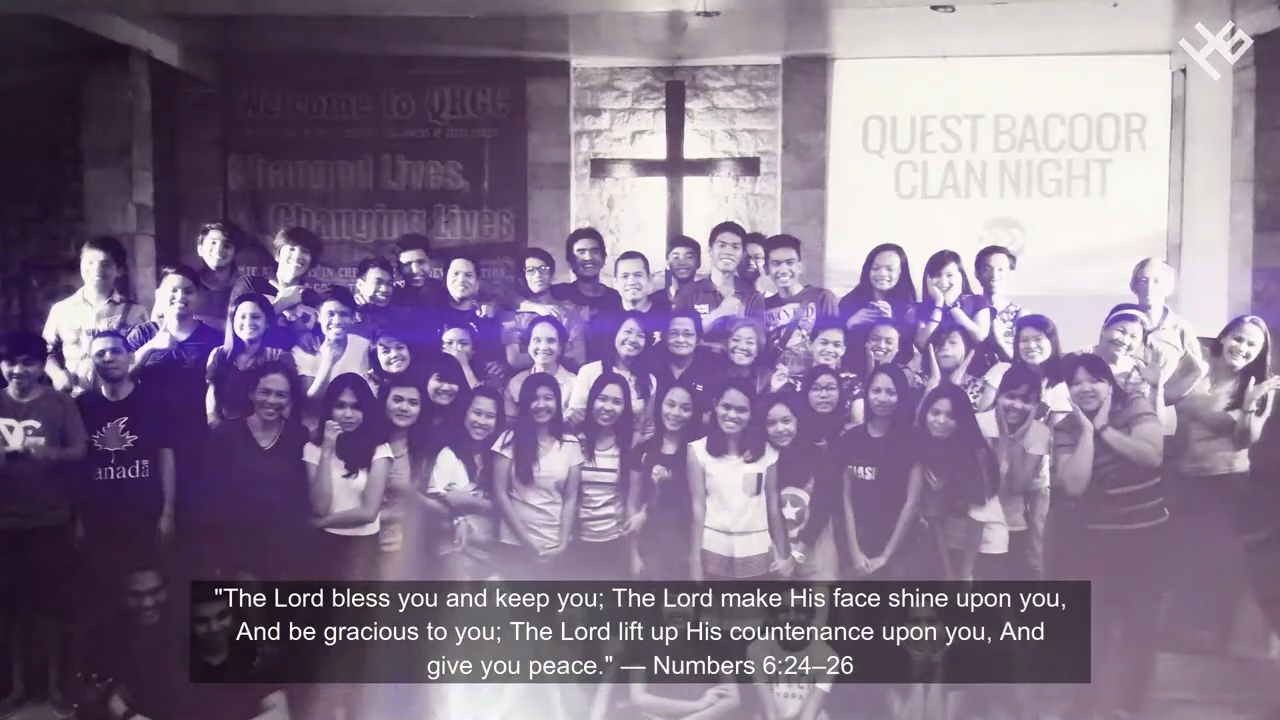 Welcome to QRCC
Changed Lives,
Changing Lives
QUEST BACOOR
CLAN NIGHT
anada
"The Lord bless you and keep you; The Lord make His face shine upon you,
And be gracious to you; The Lord lift up His countenance upon you, And
give you peace." — Numbers 6:24–26